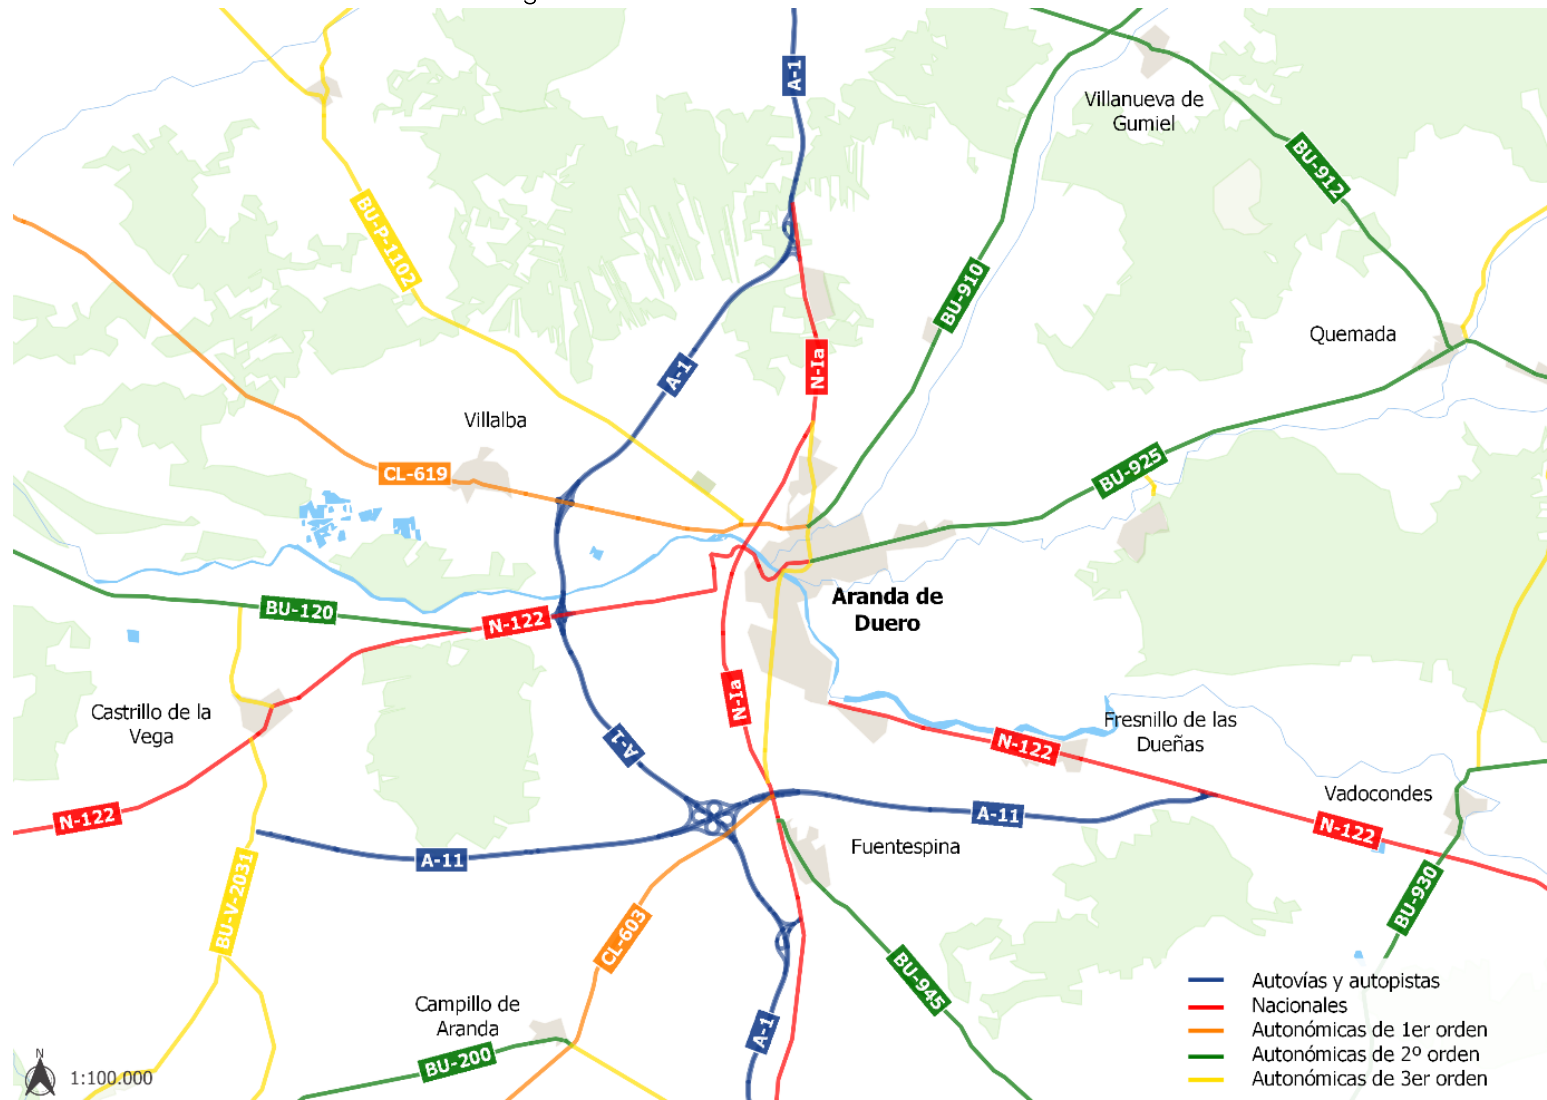 A-1
Villanueva de
Gumiel
BU-912
BU-P-1102
BU-910
Quemada
N-Ia
A-1
Villalba
CL-619
BU-925
Aranda de
Duero
BU-120
N-122
N-Ia
Castrillo de la
Vega
A-1
Fresnillo de las
Dueñas
N-122
Vadocondes
N-122
A-11
N-122
Fuentespina
A-11
BU-V-2031
BU-930
CL-603
BU-945
Campillo de
Aranda
A-1
BU-200
N
1:100.000
Autovías y autopistas
Nacionales
Autonómicas de 1er orden
Autonómicas de 2º orden
Autonómicas de 3er orden